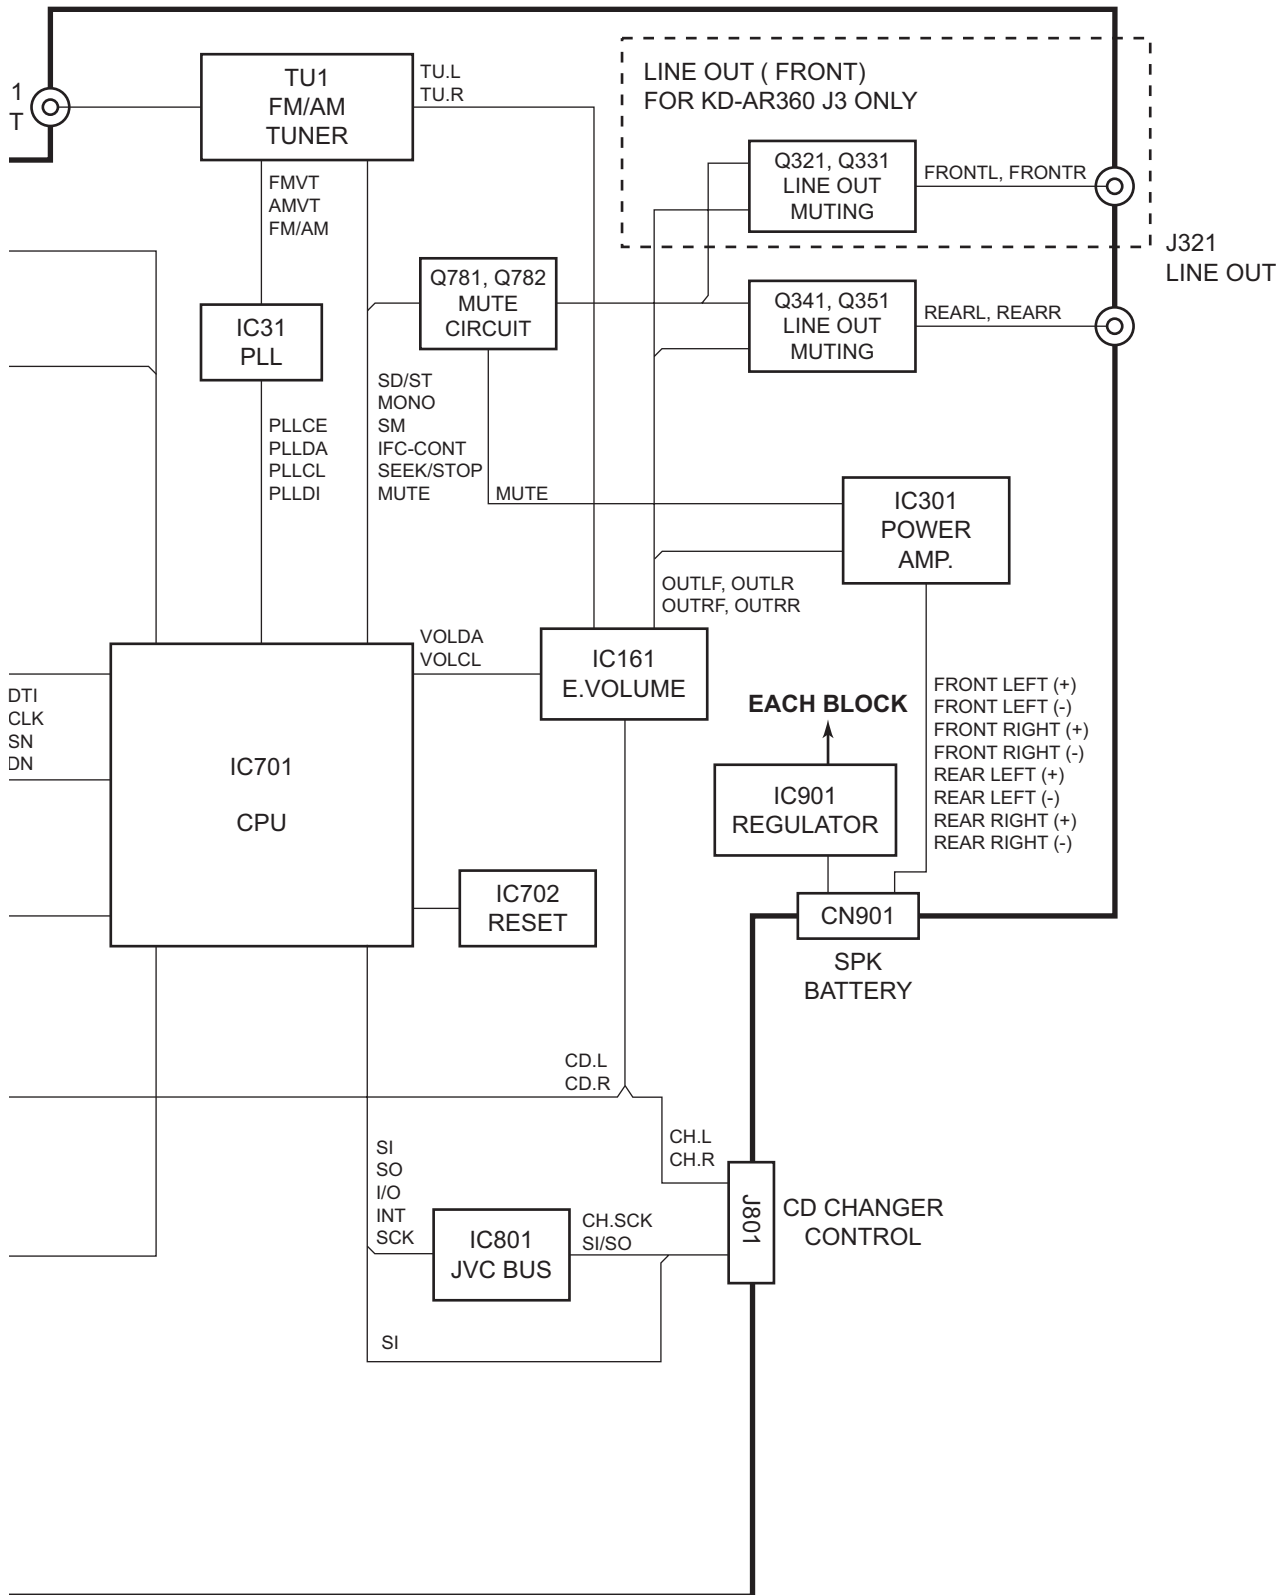 1
T
TU1
FM/AM
TUNER
TU.L
TU.R
LINE OUT ( FRONT)
FOR KD-AR360 J3 ONLY
Q321, Q331
LINE OUT
MUTING
FRONTL, FRONTR
J321
LINE OUT
FMVT
AMVT
FM/AM
Q781, Q782
MUTE
CIRCUIT
Q341, Q351
LINE OUT
MUTING
REARL, REARR
IC31
PLL
PLLCE
PLLDA
PLLCL
PLLDI
SD/ST
MONO
SM
IFC-CONT
SEEK/STOP
MUTE
MUTE
IC301
POWER
AMP.
OUTLF, OUTLR
OUTRF, OUTRR
VOLDA
VOLCL
IC161
E.VOLUME
DTI
CLK
SN
DN
IC701
CPU
EACH BLOCK
IC901
REGULATOR
FRONT LEFT (+)
FRONT LEFT (-)
FRONT RIGHT (+)
FRONT RIGHT (-)
REAR LEFT (+)
REAR LEFT (-)
REAR RIGHT (+)
REAR RIGHT (-)
IC702
RESET
CN901
SPK
BATTERY
CD.L
CD.R
CH.L
CH.R
SI
SO
I/O
INT
SCK
IC801
JVC BUS
CH.SCK
SI/SO
J801
CD CHANGER
CONTROL
SI